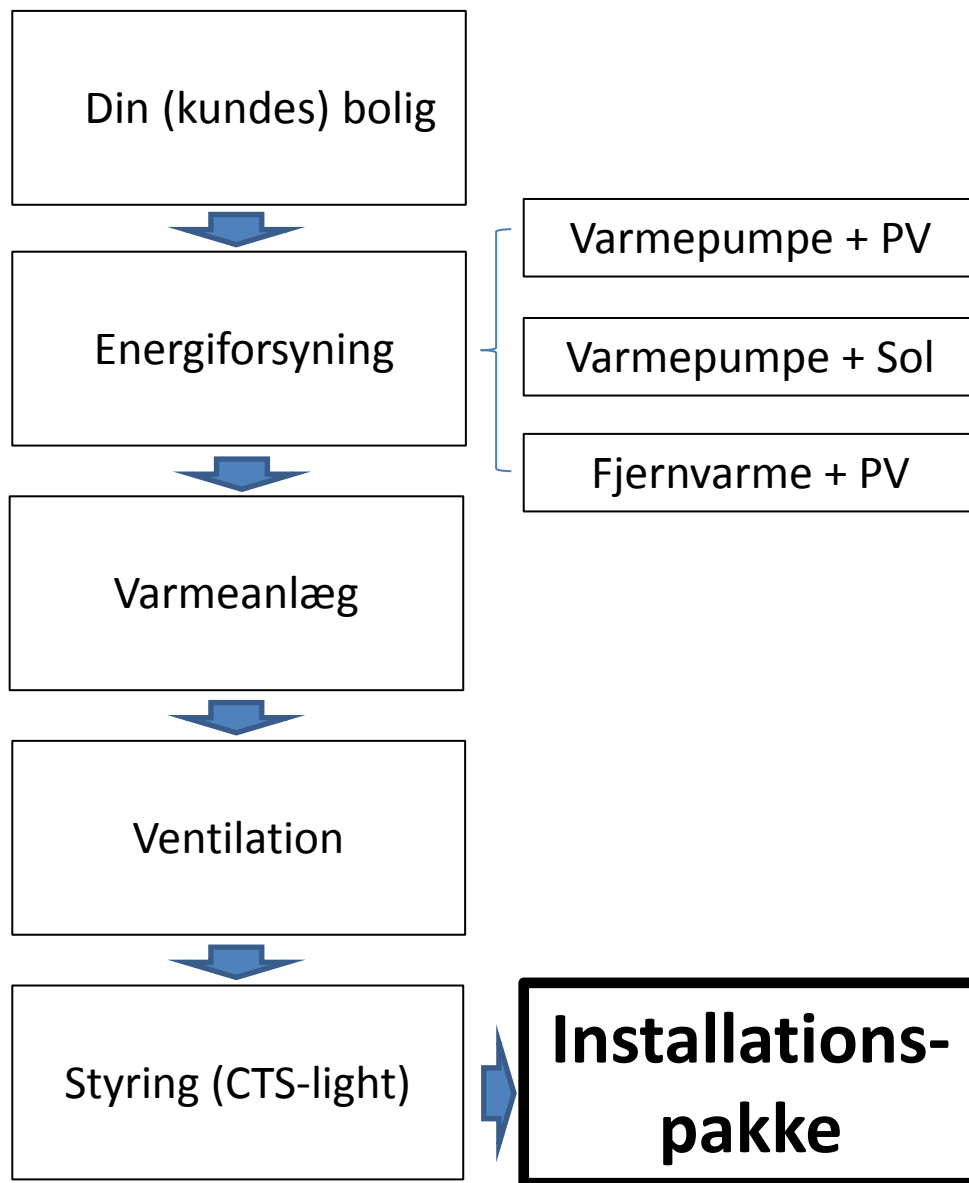 Din (kundes) bolig
Energiforsyning
Varmepumpe + PV
Varmepumpe + Sol
Fjernvarme + PV
Varmeanlæg
Ventilation
Styring (CTS-light)
Installations-
pakke